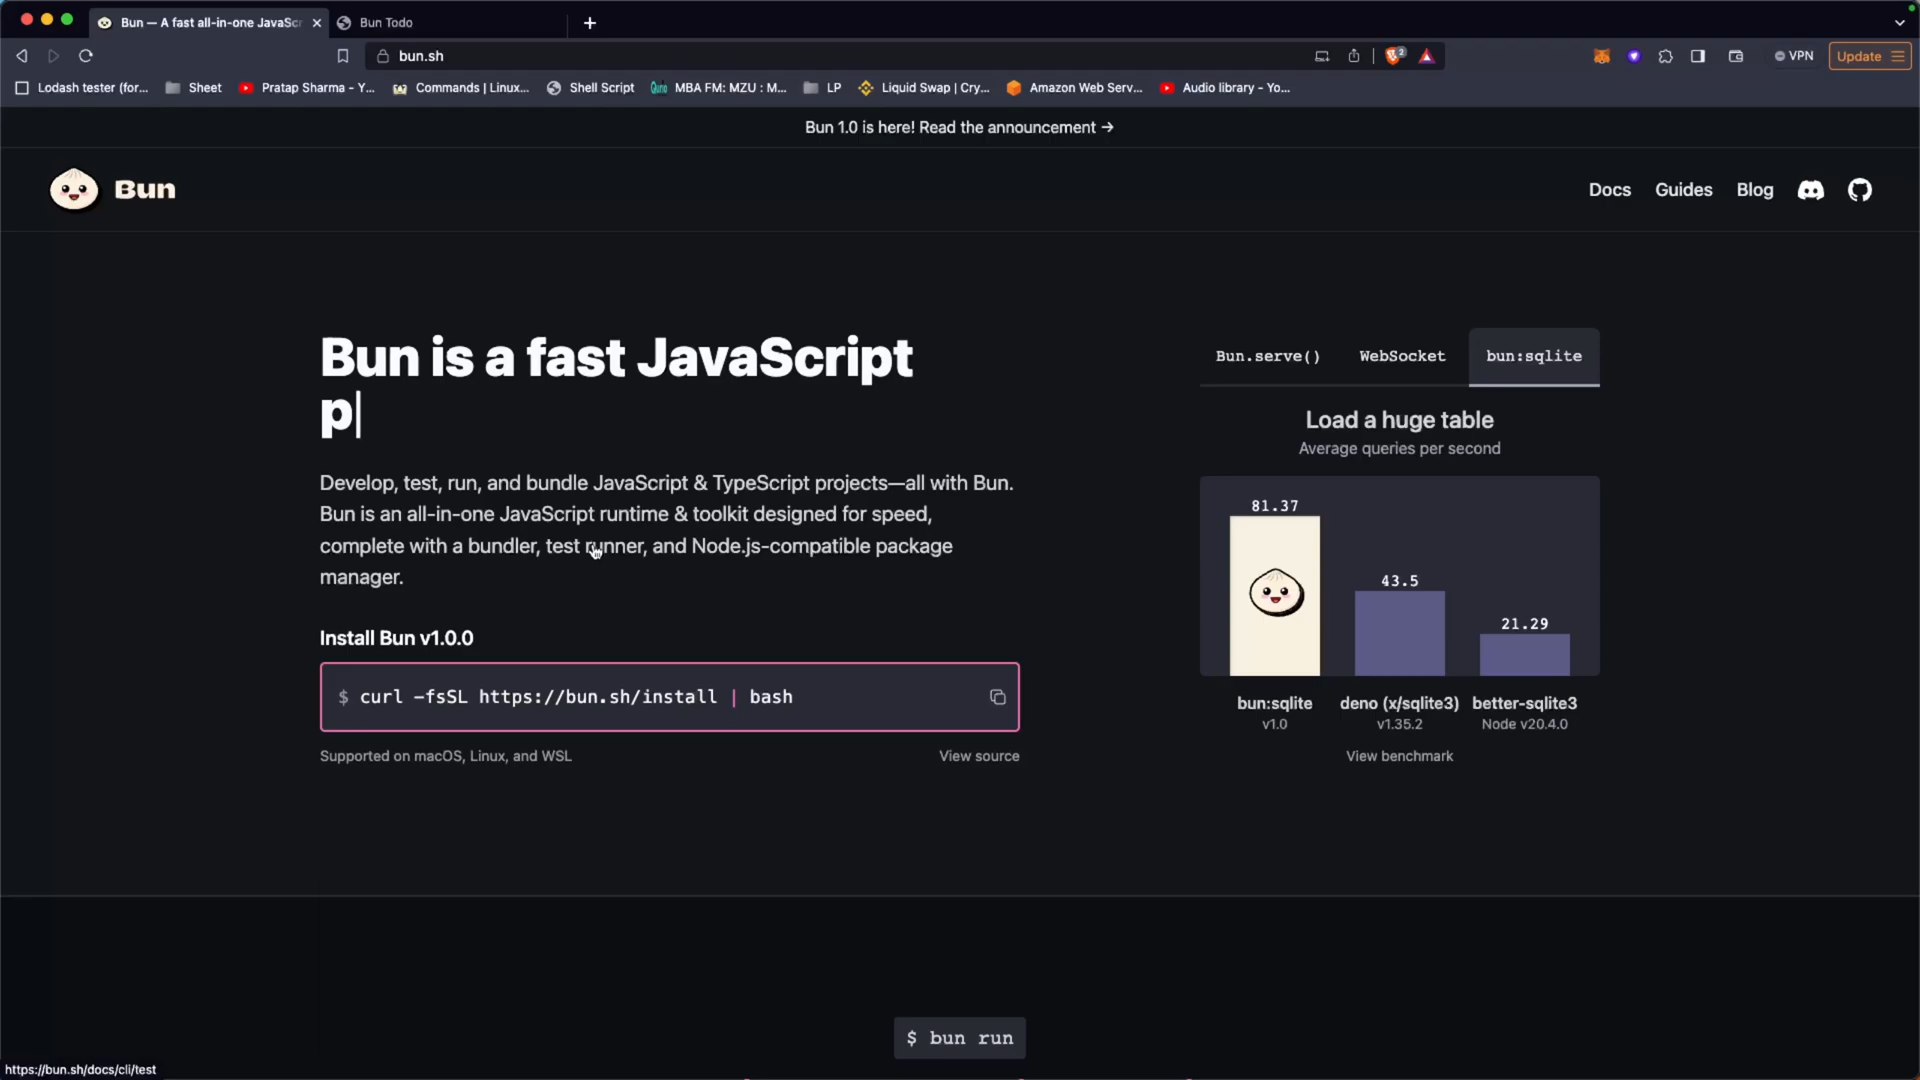 Bun — A fast all-in-one JavaScr
Bun Todo
bun.sh
2
VPN
Update
Lodash tester (for...
Sheet
Pratap Sharma - Y...
Commands | Linux...
Shell Script
MBA FM: MZU : M...
LP
Liquid Swap | Cry...
Amazon Web Serv...
Audio library - Yo...
Bun 1.0 is here! Read the announcement →
Bun
Docs
Guides
Blog
Bun is a fast JavaScript
p
Develop, test, run, and bundle JavaScript & TypeScript projects—all with Bun.
Bun is an all-in-one JavaScript runtime & toolkit designed for speed,
complete with a bundler, test runner, and Node.js-compatible package
manager.
Install Bun v1.0.0
$ curl -fsSL https://bun.sh/install | bash
Supported on macOS, Linux, and WSL
View source
Bun.serve()
WebSocket
bun:sqlite
Load a huge table
Average queries per second
81.37
43.5
21.29
bun:sqlite
v1.0
deno (x/sqlite3)
v1.35.2
better-sqlite3
Node v20.4.0
View benchmark
$ bun run
https://bun.sh/docs/cli/test